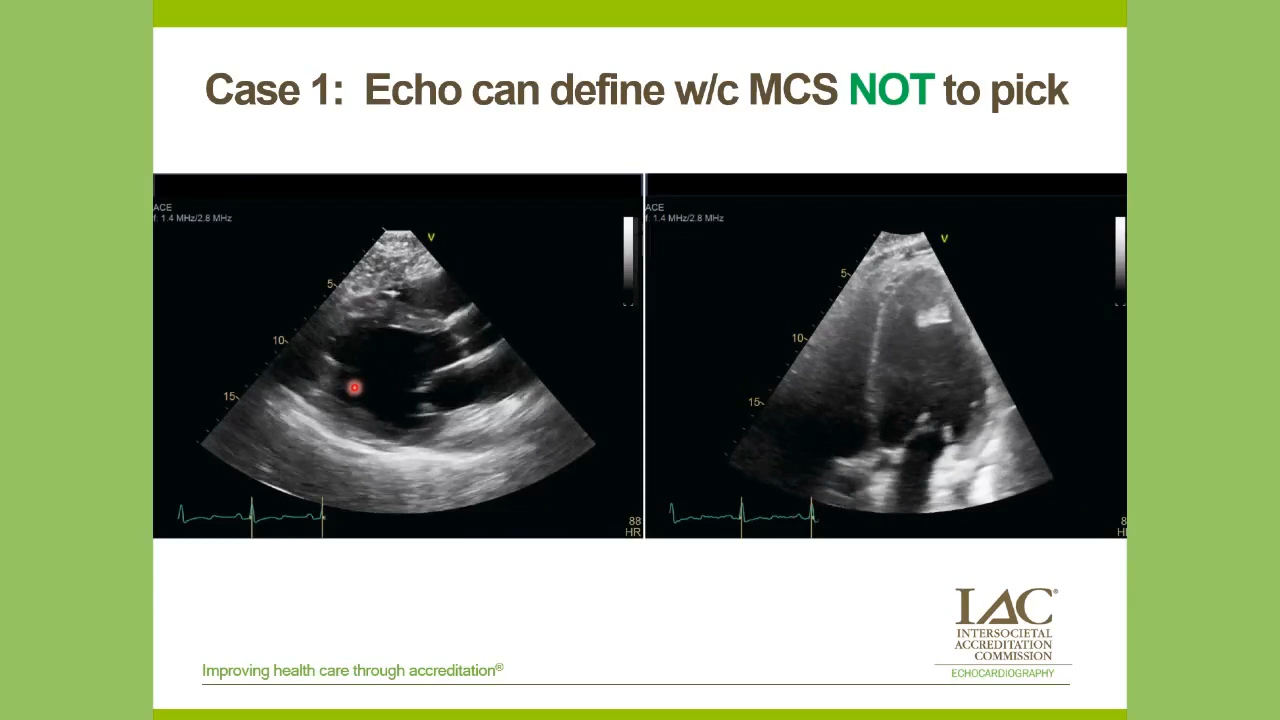 Case 1: Echo can define w/c MCS NOT to pick
ACE
f: 1.4 MHz/2.8 MHz
V
5
10
15
88
HR
ACE
f: 1.4 MHz/2.8 MHz
V
5
10
15
8
H
IAC®
INTERSOCIETAL
ACCREDITATION
COMMISSION
ECHOCARDIOGRAPHY
Improving health care through accreditation®